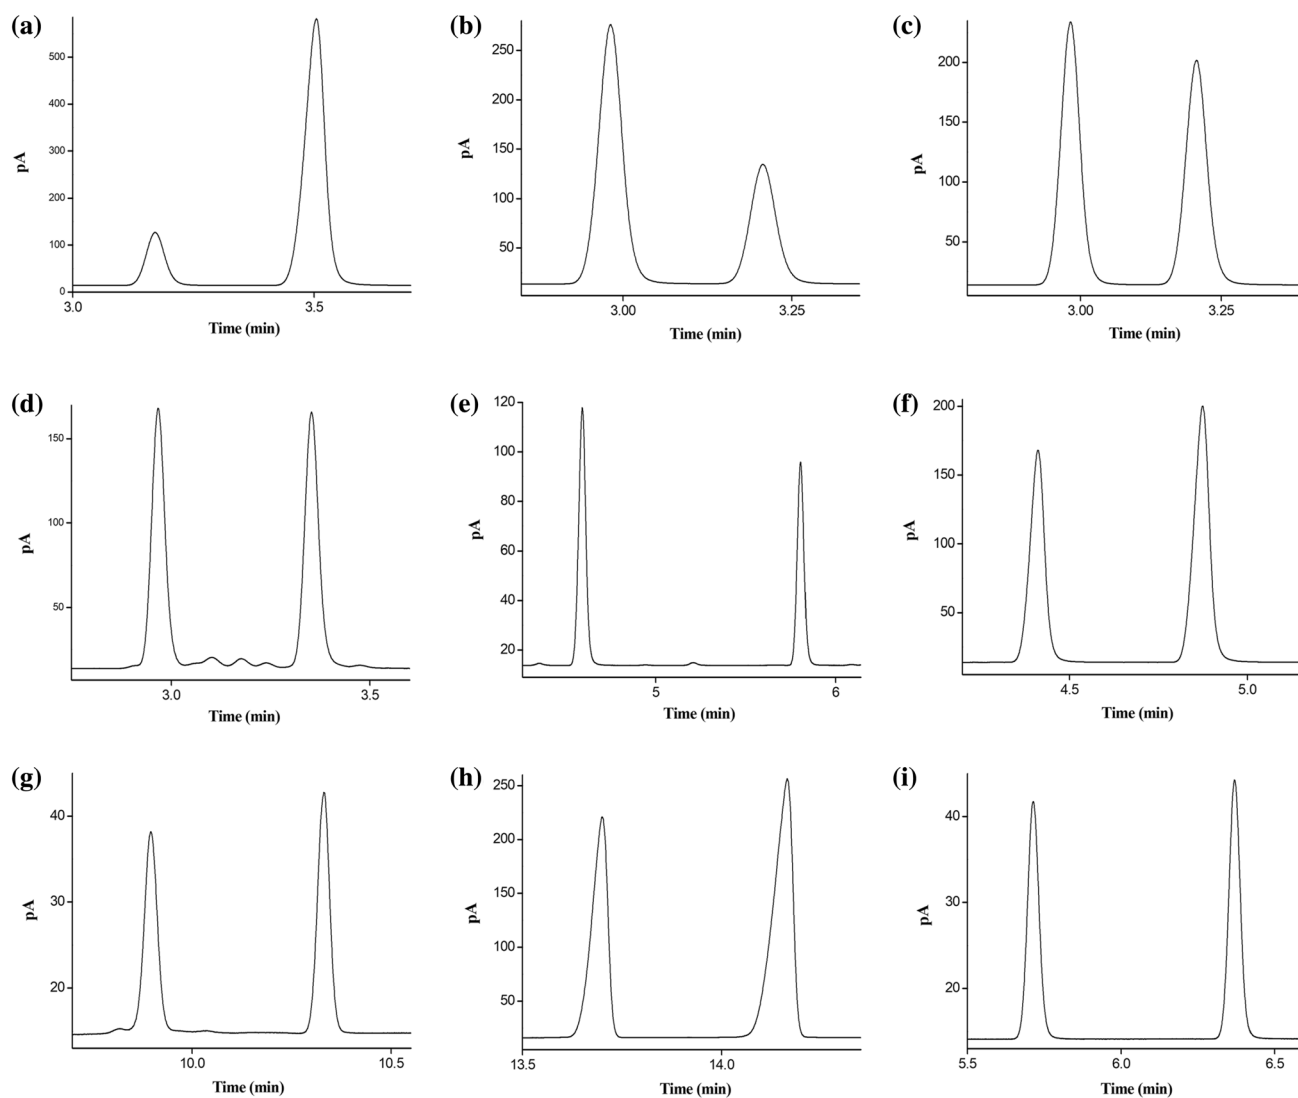 (a)
500
400
300
200
100
0
pA
3.0 3.5
Time (min)
(b)
250
200
150
100
50
pA
3.00 3.25
Time (min)
(c)
200
150
100
50
pA
3.00 3.25
Time (min)
(d)
150
100
50
pA
3.0 3.5
Time (min)
(e)
120
100
80
60
40
20
pA
5 6
Time (min)
(f)
200
150
100
50
pA
4.5 5.0
Time (min)
(g)
40
30
20
pA
10.0 10.5
Time (min)
(h)
250
200
150
100
50
pA
13.5 14.0
Time (min)
(i)
40
30
20
pA
5.5 6.0 6.5
Time (min)